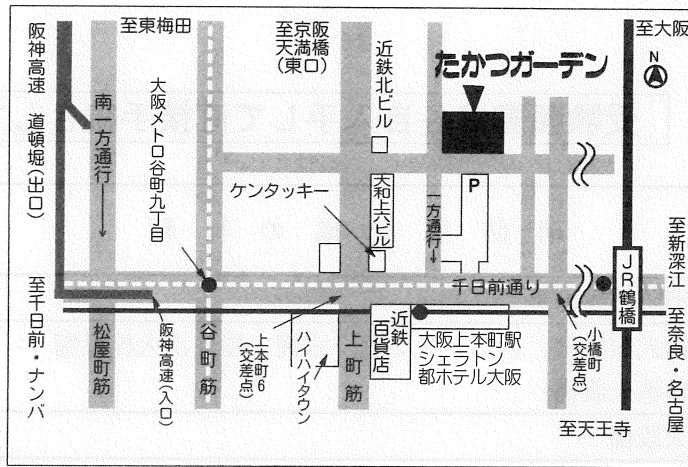 至東梅田
京阪
天満橋
至(東口)
至大阪
N
阪神高速 道頓堀(出口)
南一方通行
大阪メトロ谷町九丁目
近鉄北ビル
たかつガーデン
ケンタッキー
大和上六ビル
一方通行
P
千日前通り
JR鶴橋
至新深江
至千日前・ナンバ
松屋町筋
阪神高速(入口)
谷町筋
上本町6
(交差点)
ハイハイタウン
上町筋
近鉄
百貨店
大阪上本町駅
シェラトン
都ホテル大阪
小橋町
(交差点)
至奈良・名古屋
至天王寺